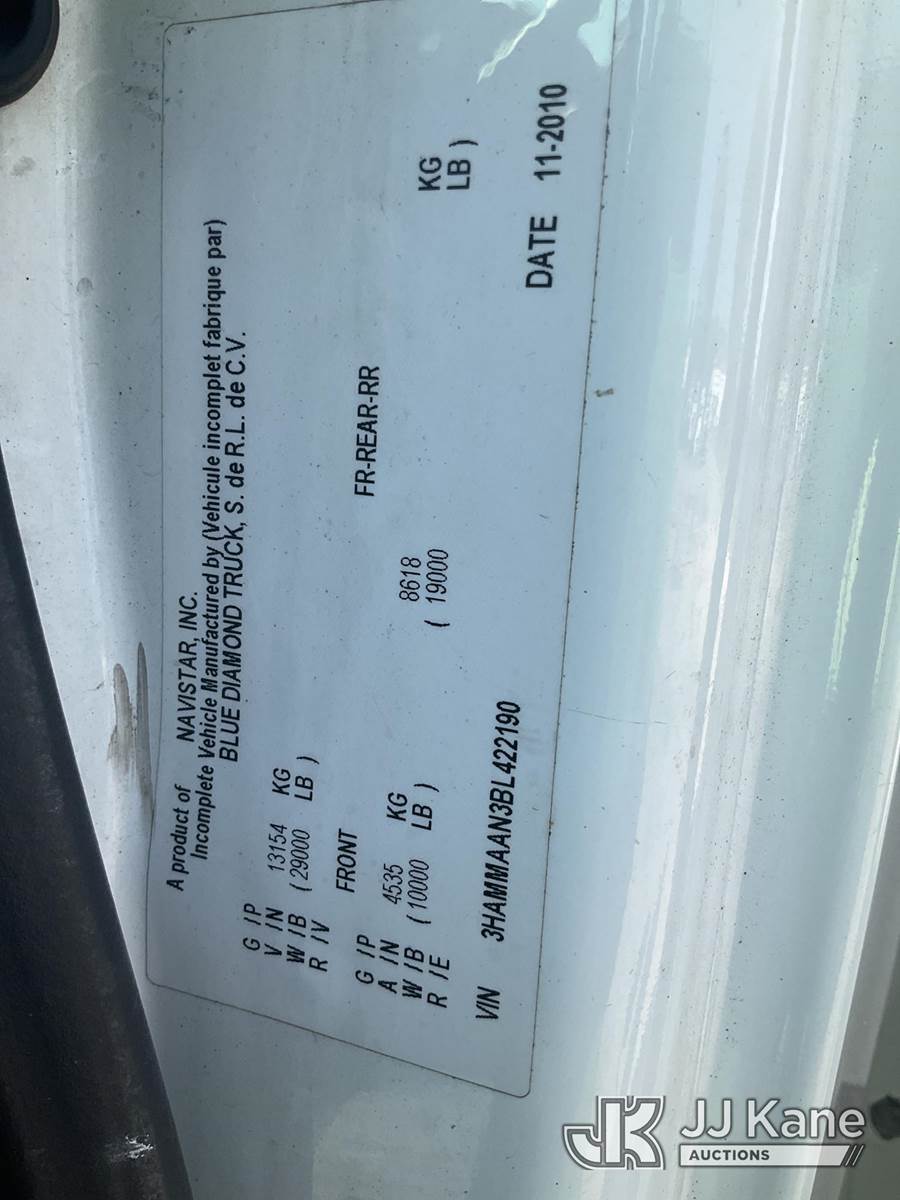 A product of NAVISTAR, INC.
Incomplete Vehicle Manufactured by (Vehicule incomplet fabrique par)
BLUE DIAMOND TRUCK, S. de R.L. de C.V.
G /P
V /N 13154 KG
W /B ( 29000 LB )
R /V
FRONT FR-REAR-RR
G /P
A /N 4535 KG 8618 KG
W /B ( 10000 LB ) ( 19000 LB )
R /E
VIN 3HAMMAAN3BL422190 DATE 11-2010
JJK JJ Kane
AUCTIONS